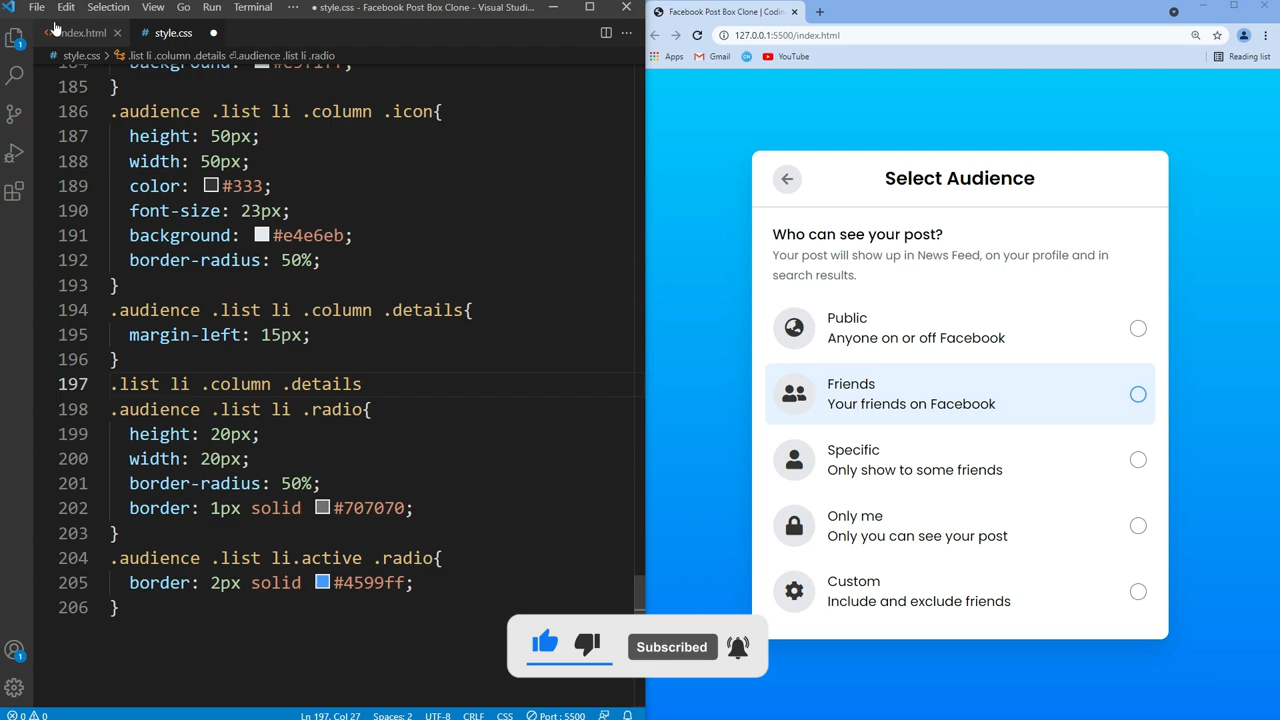 File Edit Selection View Go Run Terminal ··· ● style.css - Facebook Post Box Clone - Visual Studi...
index.html
style.css
style.css > .list li .column .details ⏎.audience .list li .radio
184
185 }
186 .audience .list li .column .icon{
187 height: 50px;
188 width: 50px;
189 color: #333;
190 font-size: 23px;
191 background: #e4e6eb;
192 border-radius: 50%;
193 }
194 .audience .list li .column .details{
195 margin-left: 15px;
196 }
197 .list li .column .details
198 .audience .list li .radio{
199 height: 20px;
200 width: 20px;
201 border-radius: 50%;
202 border: 1px solid #707070;
203 }
204 .audience .list li.active .radio{
205 border: 2px solid #4599ff;
206 }
1
1
0 0 Ln 197, Col 27 Spaces: 2 UTF-8 CRLF CSS Port : 5500
Facebook Post Box Clone | Codin
127.0.0.1:5500/index.html
Apps Gmail YouTube Reading list
Select Audience
Who can see your post?
Your post will show up in News Feed, on your profile and in
search results.
Public
Anyone on or off Facebook
Friends
Your friends on Facebook
Specific
Only show to some friends
Only me
Only you can see your post
Custom
Include and exclude friends
Subscribed